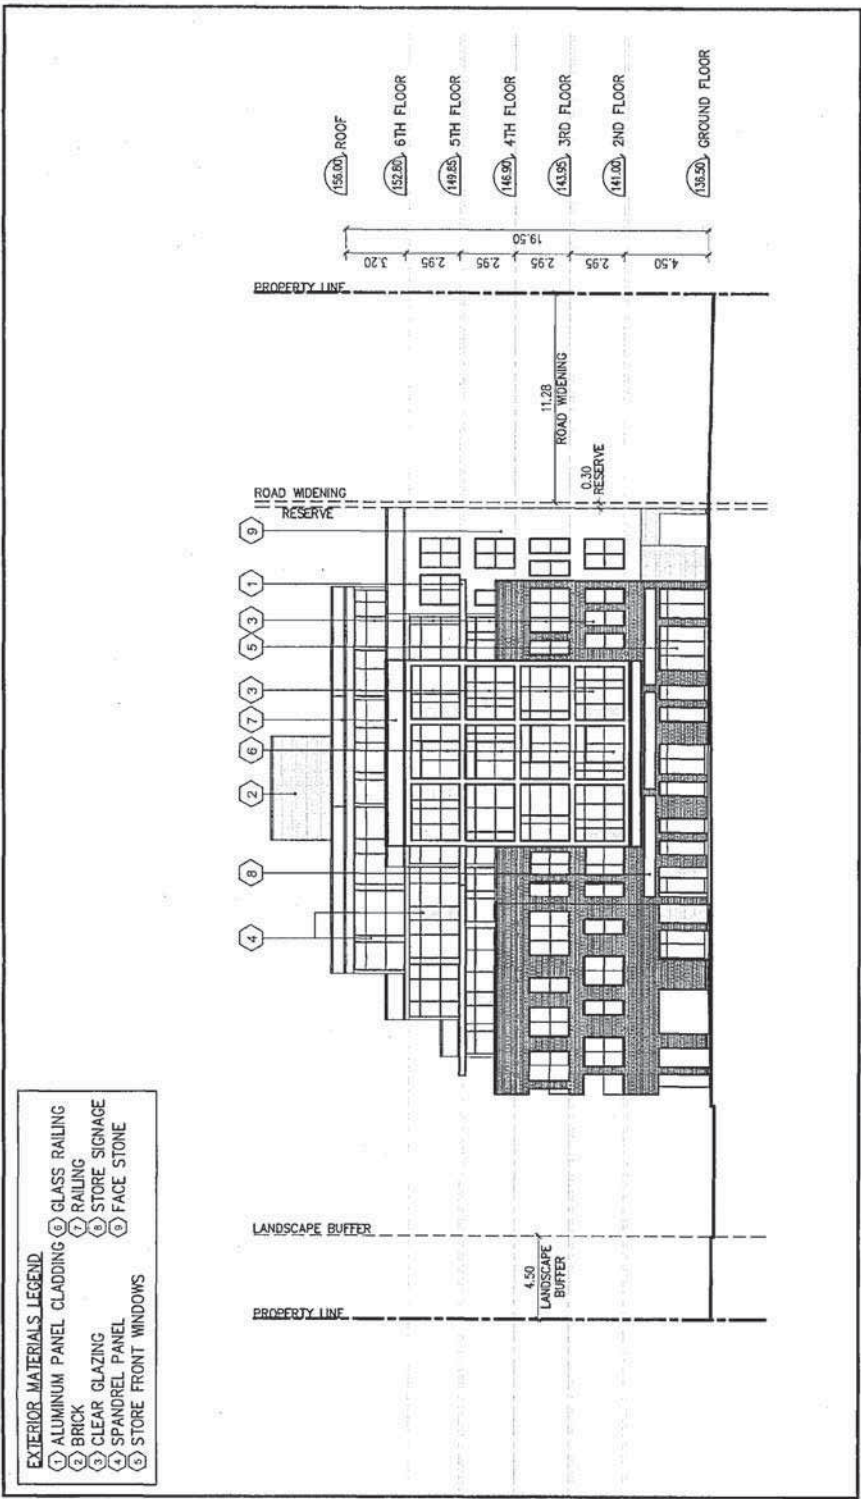 EXTERIOR MATERIALS LEGEND
1 ALUMINUM PANEL CLADDING
2 BRICK
3 CLEAR GLAZING
4 SPANDREL PANEL
5 STORE FRONT WINDOWS
6 GLASS RAILING
7 RAILING
8 STORE SIGNAGE
9 FACE STONE
4
8
2
6
7
3
5
3
1
9
PROPERTY LINE
LANDSCAPE BUFFER
4.50
LANDSCAPE
BUFFER
ROAD WIDENING
RESERVE
0.30
RESERVE
11.28
ROAD WIDENING
PROPERTY LINE
3.20
2.95
2.95
2.95
2.95
4.50
19.50
156.00 ROOF
152.80 6TH FLOOR
149.85 5TH FLOOR
146.90 4TH FLOOR
143.95 3RD FLOOR
141.00 2ND FLOOR
136.50 GROUND FLOOR